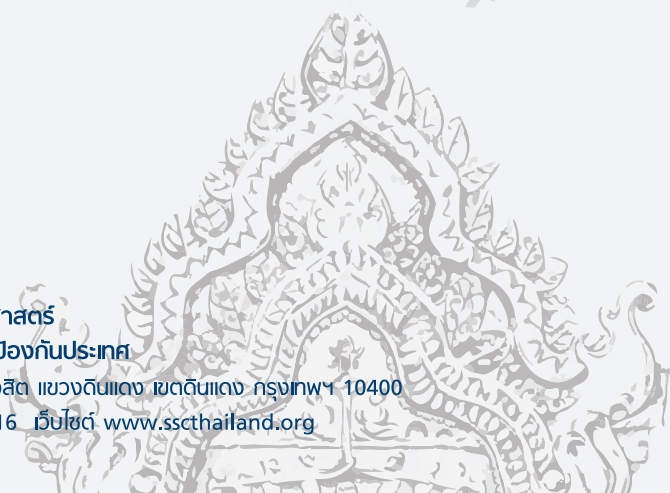 าสตร์
ป้องกันประเทศ
แขวงดินแดง เขตดินแดง กรุงเทพฯ 10400
16 เว็บไซต์ www.sscthailand.org